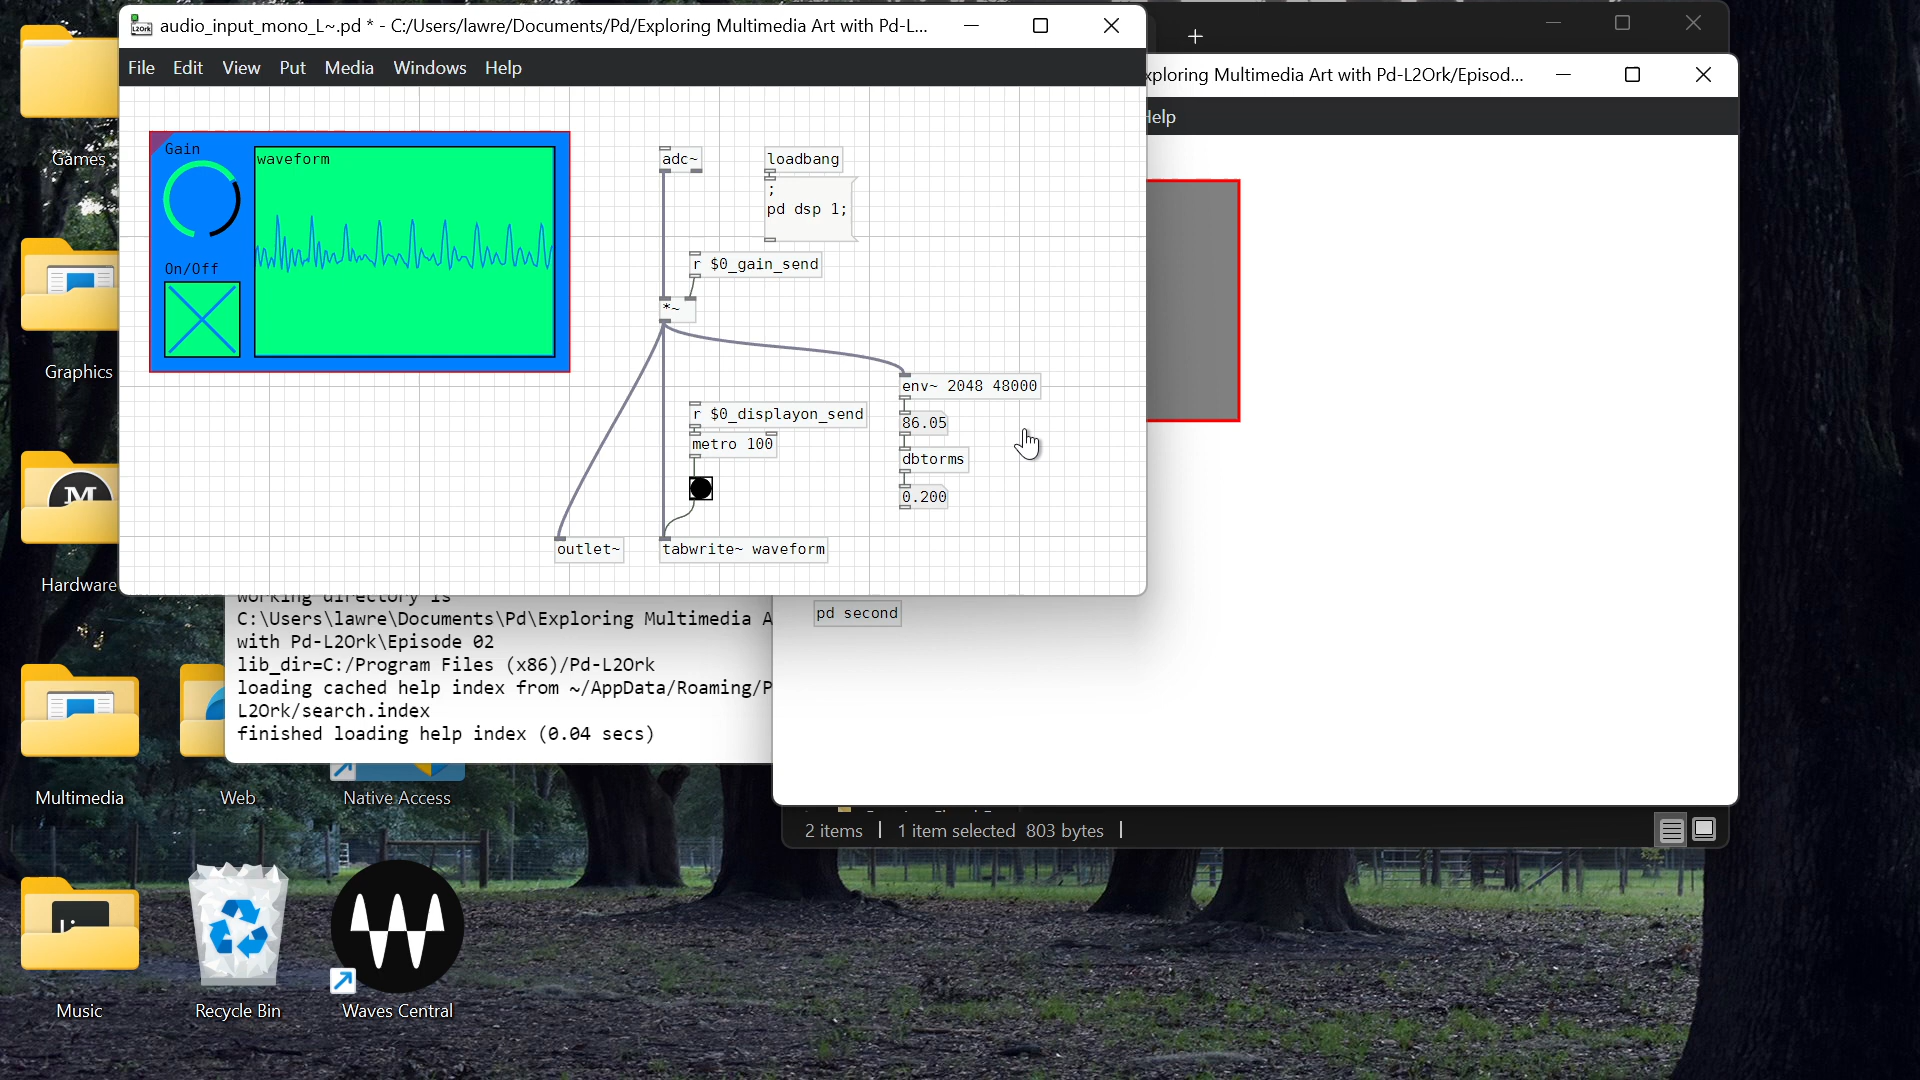 audio_input_mono_L~.pd * - C:/Users/lawre/Documents/Pd/Exploring Multimedia Art with Pd-L...
File Edit View Put Media Windows Help
xploring Multimedia Art with Pd-L2Ork/Episod...
Help
Gain
waveform
On/Off
adc~
loadbang
;
pd dsp 1;
r $0_gain_send
*~
env~ 2048 48000
86.05
dbtorms
0.200
r $0_displayon_send
metro 100
outlet~
tabwrite~ waveform
L2Ork
working directory is
C:\Users\lawre\Documents\Pd\Exploring Multimedia A
with Pd-L2Ork\Episode 02
lib_dir=C:/Program Files (x86)/Pd-L2Ork
loading cached help index from ~/AppData/Roaming/P
L2Ork/search.index
finished loading help index (0.04 secs)
pd second
2 items
1 item selected 803 bytes
Games
Graphics
Hardware
Multimedia
Web
Native Access
Music
Recycle Bin
Waves Central